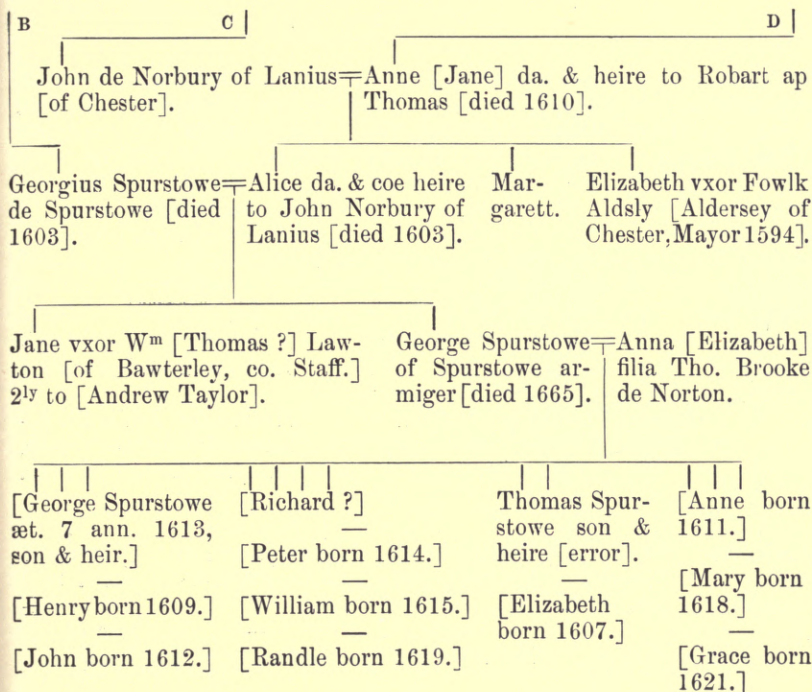 B C D
John de Norbury of Lanius=Anne [Jane] da. & heire to Robart ap
[of Chester]. Thomas [died 1610].
Georgius Spurstowe=Alice da. & coe heire Mar- Elizabeth vxor Fowlk
de Spurstowe [died to John Norbury of garett. Aldsly [Aldersey of
1603]. Lanius [died 1603]. Chester, Mayor 1594].
Jane vxor Wᵐ [Thomas ?] Law- George Spurstowe=Anna [Elizabeth]
ton [of Bawterley, co. Staff.] of Spurstowe ar- filia Tho. Brooke
2ˡʸ to [Andrew Taylor]. miger [died 1665]. de Norton.
[George Spurstowe [Richard ?] Thomas Spur- [Anne born
æt. 7 ann. 1613, — stowe son & 1611.]
son & heir.] [Peter born 1614.] heire [error]. —
— — — [Mary born
[Henry born 1609.] [William born 1615.] [Elizabeth 1618.]
— — born 1607.] —
[John born 1612.] [Randle born 1619.] [Grace born
1621.]